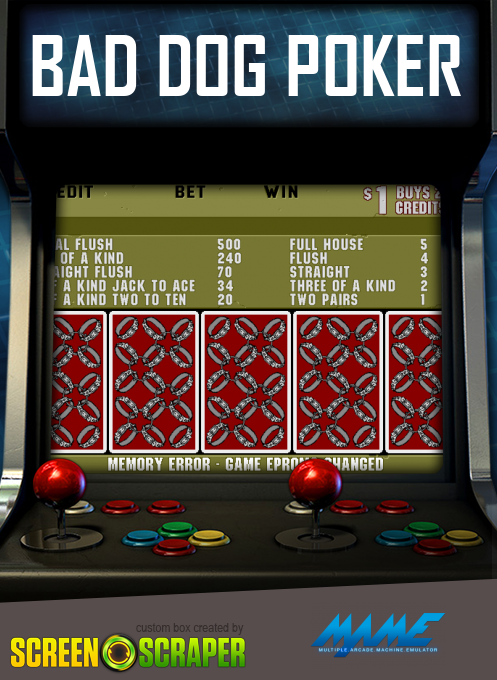 BAD DOG POKER
EDIT BET WIN $1 BUYS
CREDIT
AL FLUSH 500 FULL HOUSE 5
OF A KIND 240 FLUSH 4
AIGHT FLUSH 70 STRAIGHT 3
A KIND JACK TO ACE 34 THREE OF A KIND 2
A KIND TWO TO TEN 20 TWO PAIRS 1
MEMORY ERROR - GAME EPROM CHANGED
custom box created by
SCREEN SCRAPER
MAME
MULTIPLE ARCADE MACHINE EMULATOR